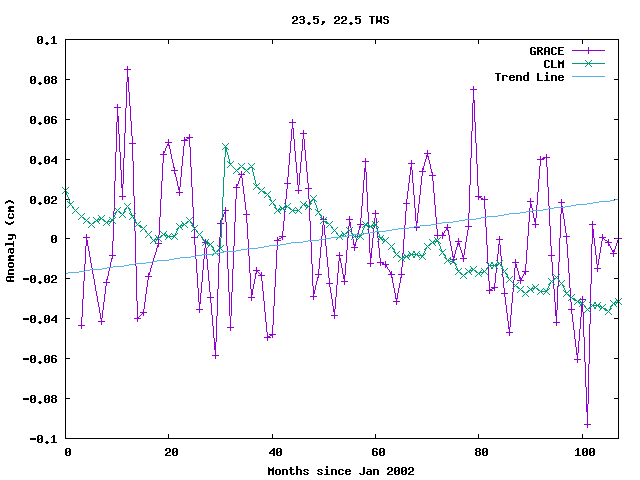 23.5, 22.5 TWS
GRACE
CLM
Trend Line
0.1
0.08
0.06
0.04
0.02
0
-0.02
-0.04
-0.06
-0.08
-0.1
Anomaly (cm)
0 20 40 60 80 100
Months since Jan 2002